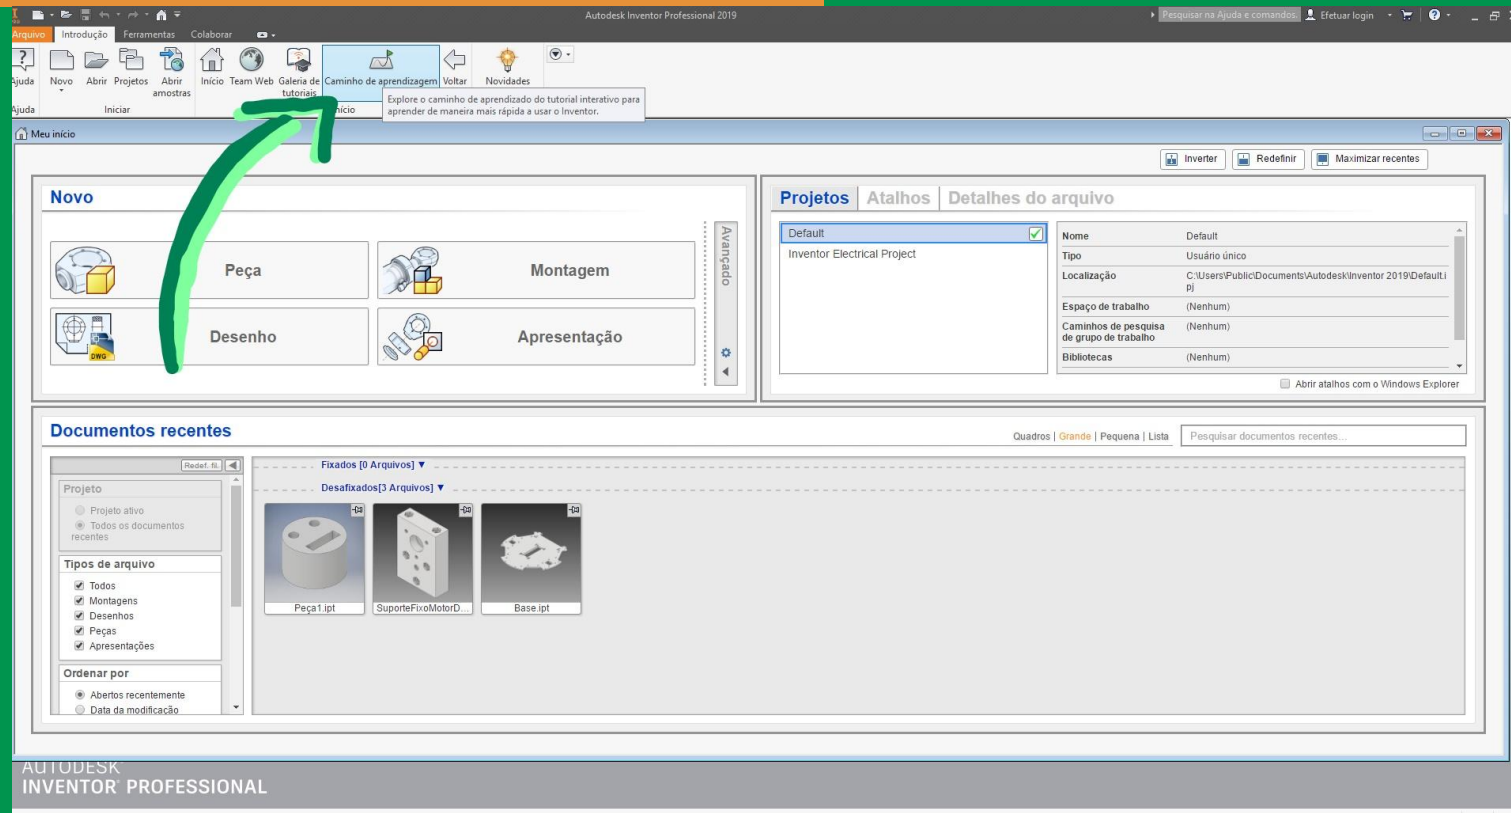 Autodesk Inventor Professional 2019
Pesquisar na Ajuda e comandos.
Efetuar login
Arquivo
Introdução
Ferramentas
Colaborar
Ajuda
Novo
Abrir
Projetos
Abrir amostras
Início
Team Web
Galeria de tutoriais
Caminho de aprendizagem
Voltar
Novidades
Ajuda
Iniciar
Explore o caminho de aprendizado do tutorial interativo para
aprender de maneira mais rápida a usar o Inventor.
Meu início
Inverter
Redefinir
Maximizar recentes
Novo
Peça
Montagem
Desenho
DWG
Apresentação
Avançado
Projetos
Atalhos
Detalhes do arquivo
Default
Inventor Electrical Project
Nome Default
Tipo Usuário único
Localização C:\Users\Public\Documents\Autodesk\Inventor 2019\Default.i
pj
Espaço de trabalho (Nenhum)
Caminhos de pesquisa (Nenhum)
de grupo de trabalho
Bibliotecas (Nenhum)
Abrir atalhos com o Windows Explorer
Documentos recentes
Quadros | Grande | Pequena | Lista
Pesquisar documentos recentes...
Redef. fil.
Fixados [0 Arquivos] ▼
Desafixados[3 Arquivos] ▼
Projeto
Projeto ativo
Todos os documentos
recentes
Tipos de arquivo
Todos
Montagens
Desenhos
Peças
Apresentações
Ordenar por
Abertos recentemente
Data da modificação
Peça1.ipt
SuporteFixoMotorD...
Base.ipt
AUTODESK
INVENTOR PROFESSIONAL